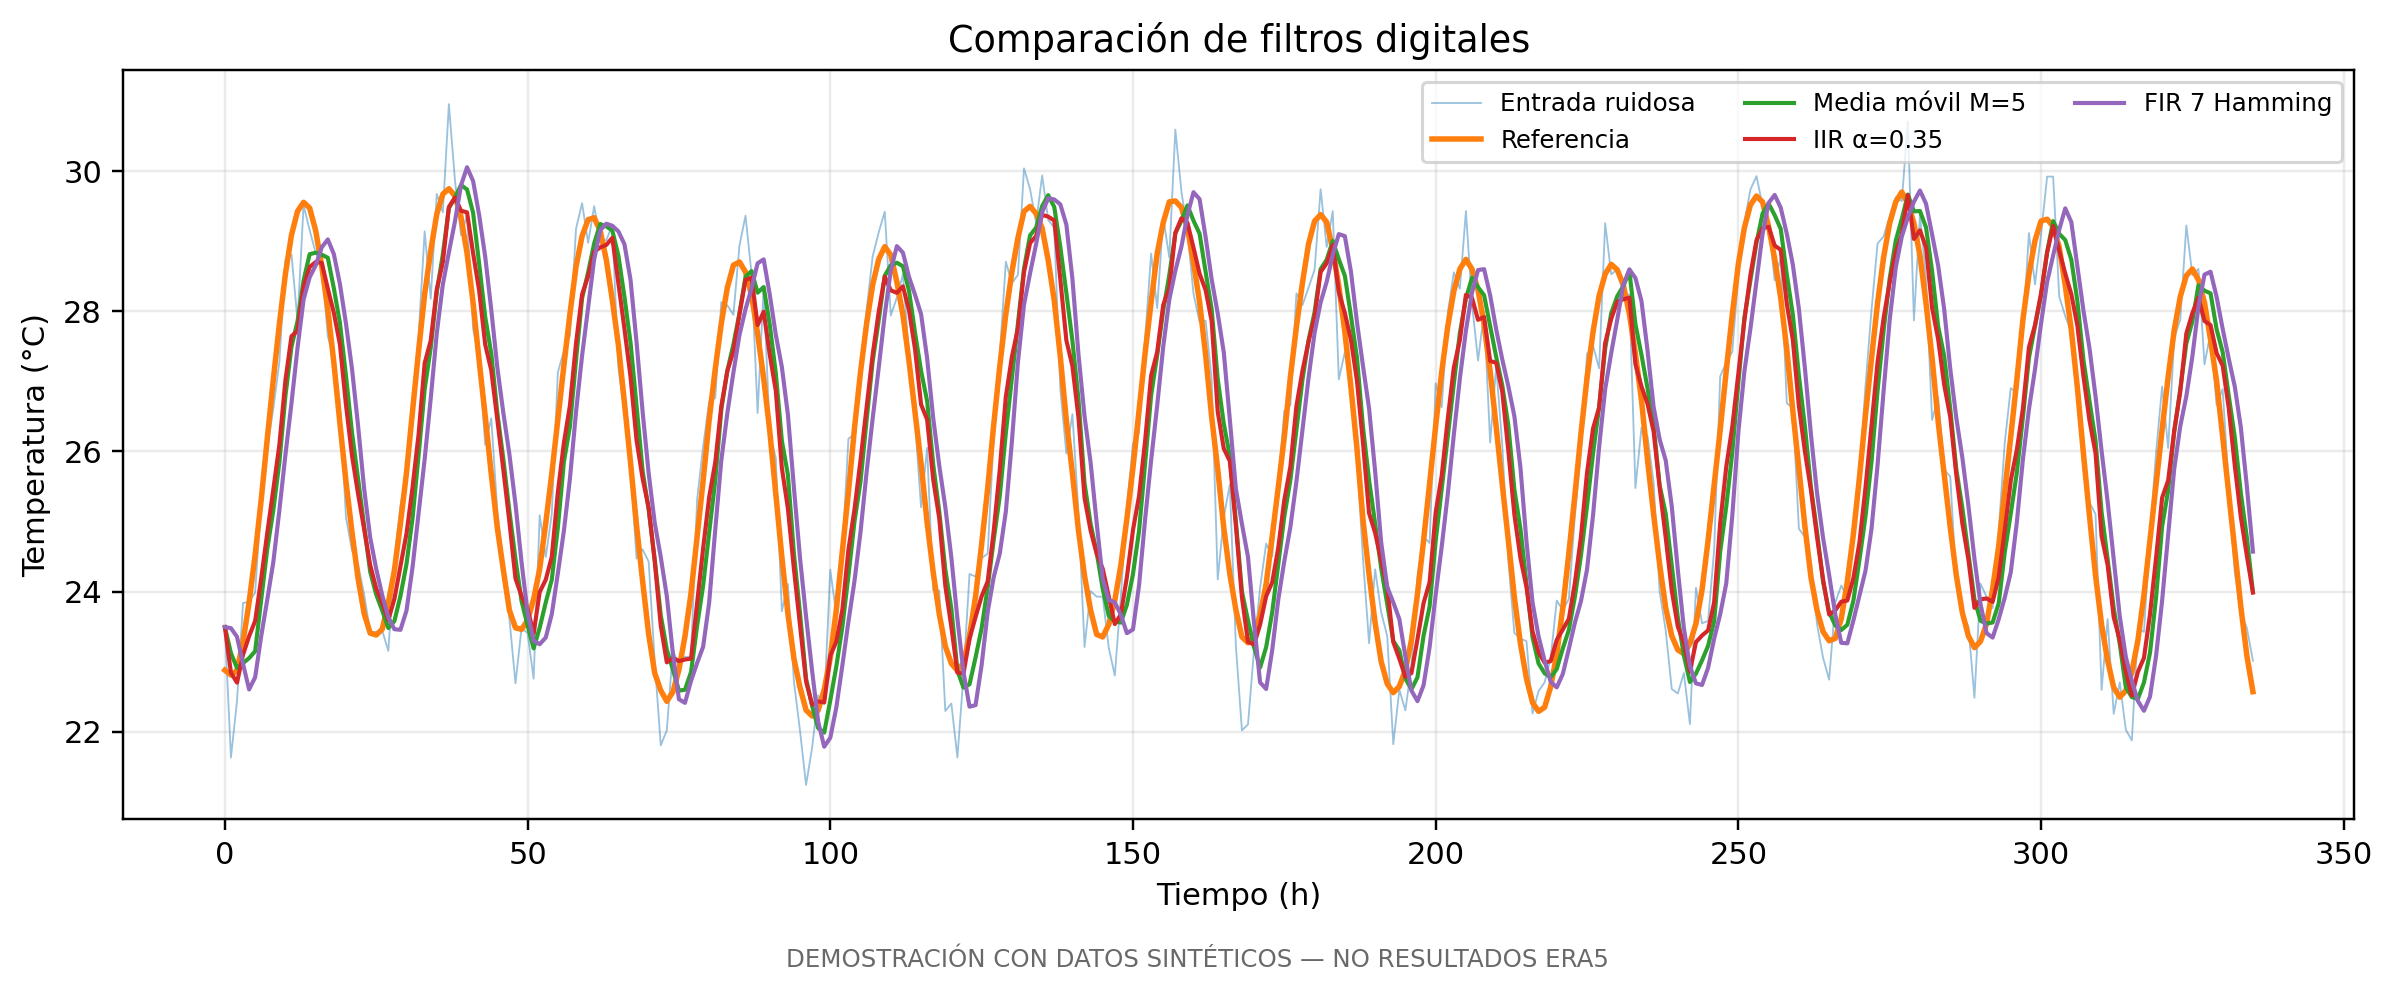 Comparación de filtros digitales
Entrada ruidosa
Referencia
Media móvil M=5
IIR α=0.35
FIR 7 Hamming
Temperatura (°C)
30
28
26
24
22
0 50 100 150 200 250 300 350
Tiempo (h)
DEMOSTRACIÓN CON DATOS SINTÉTICOS — NO RESULTADOS ERA5